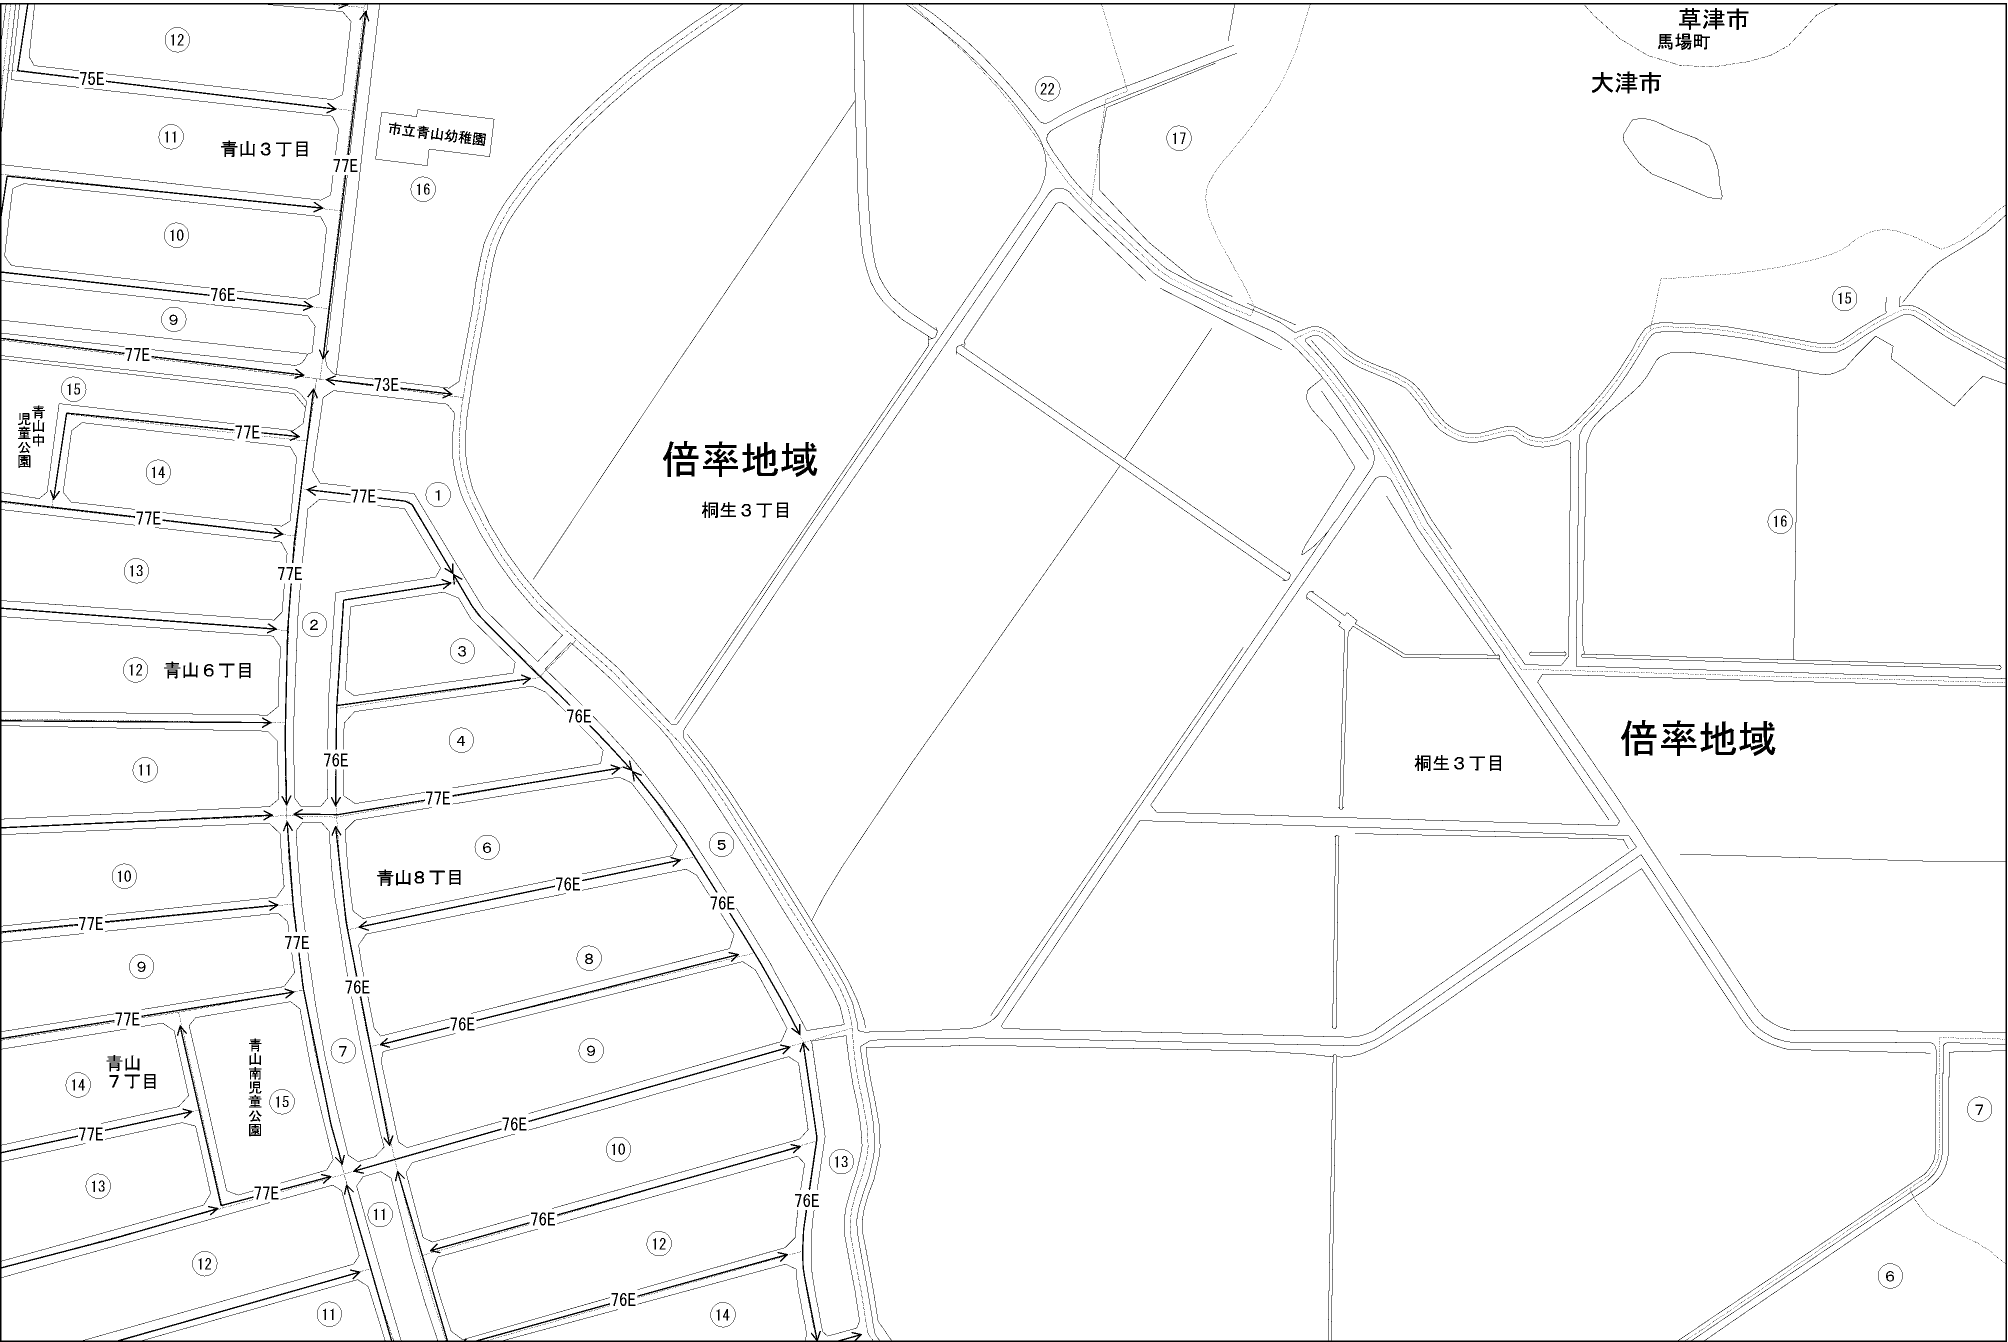 草津市
馬場町
大津市
12
75E
11
青山3丁目
77E
市立青山幼稚園
16
22
17
10
76E
9
77E
73E
15
15
青山中
児童公園
77E
14
77E
77E
1
倍率地域
桐生3丁目
16
13
77E
2
3
12
青山6丁目
76E
4
倍率地域
桐生3丁目
11
76E
77E
6
5
10
青山8丁目
76E
76E
77E
77E
9
8
76E
77E
76E
青山
7丁目
青山南児童公園
7
9
14
15
77E
76E
7
10
13
13
77E
76E
76E
11
12
12
6
76E
11
14